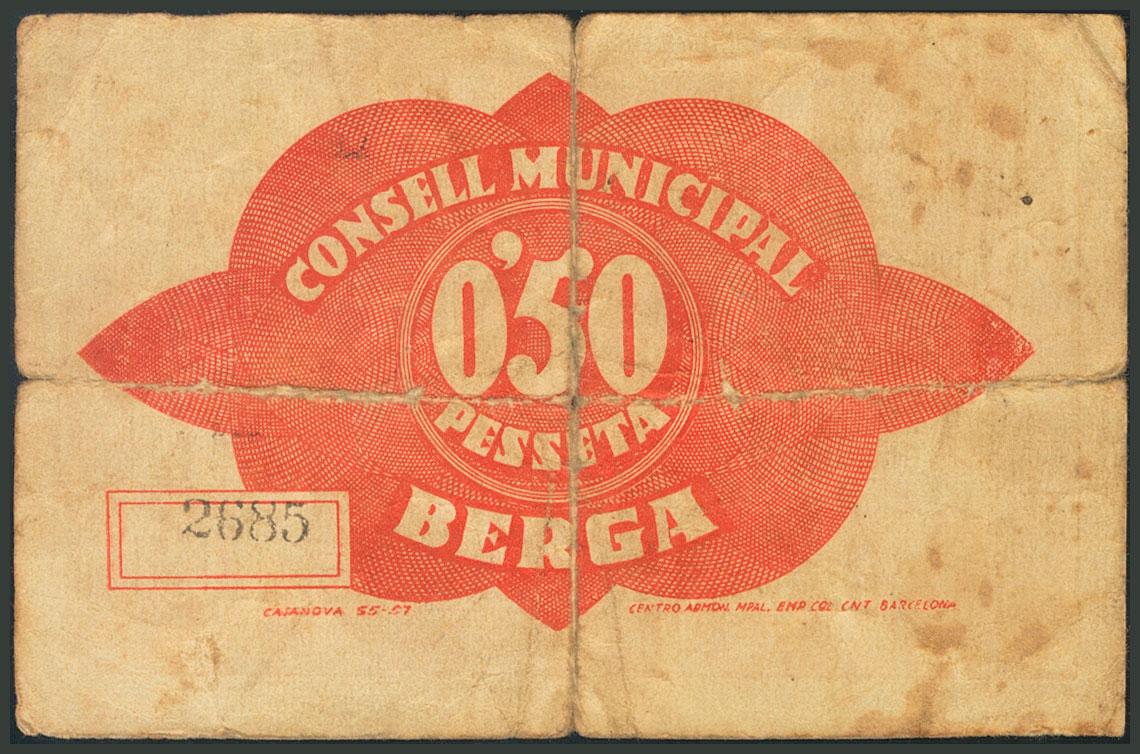 CONSELL MUNICIPAL
0'50
PESSETA
BERGA
2685
CASANOVA 55-57
CENTRO ADMON. MPAL. EMP COL CNT BARCELONA